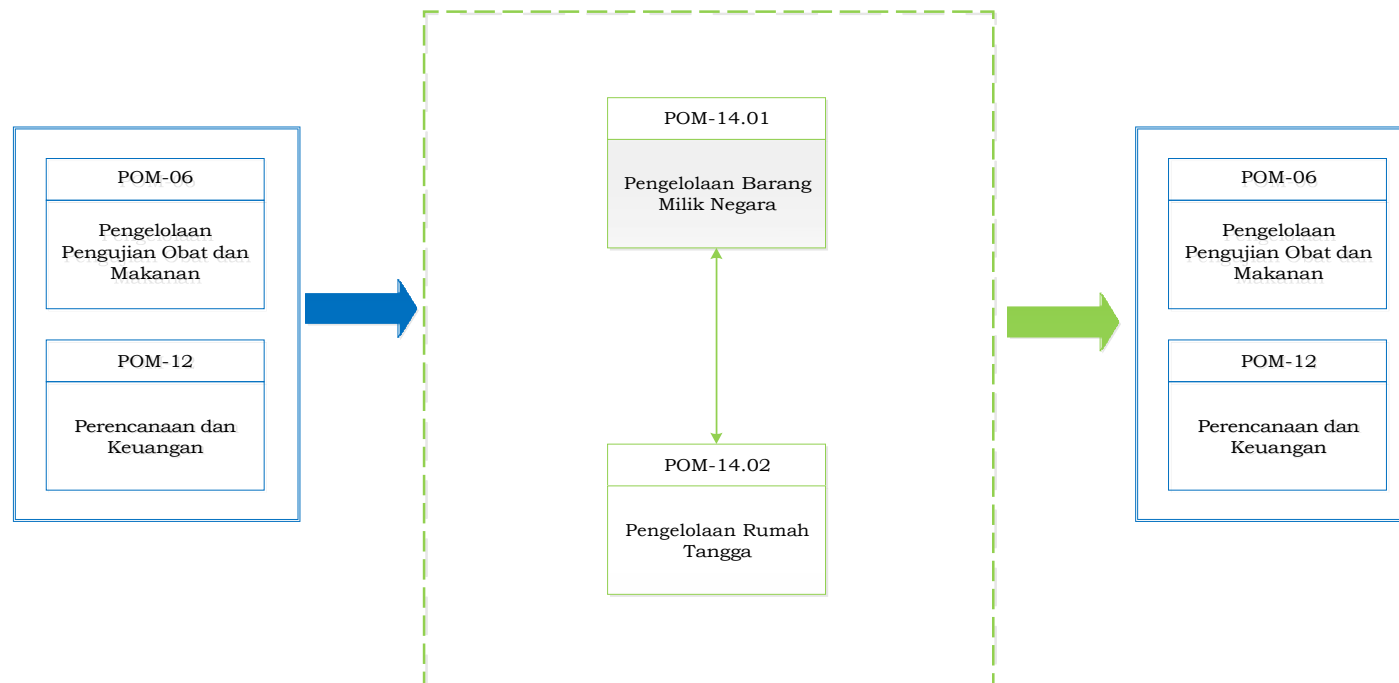 POM-06
Pengelolaan
Pengujian Obat dan
Makanan
POM-12
Perencanaan dan
Keuangan
POM-14.01
Pengelolaan Barang
Milik Negara
POM-14.02
Pengelolaan Rumah
Tangga
POM-06
Pengelolaan
Pengujian Obat dan
Makanan
POM-12
Perencanaan dan
Keuangan